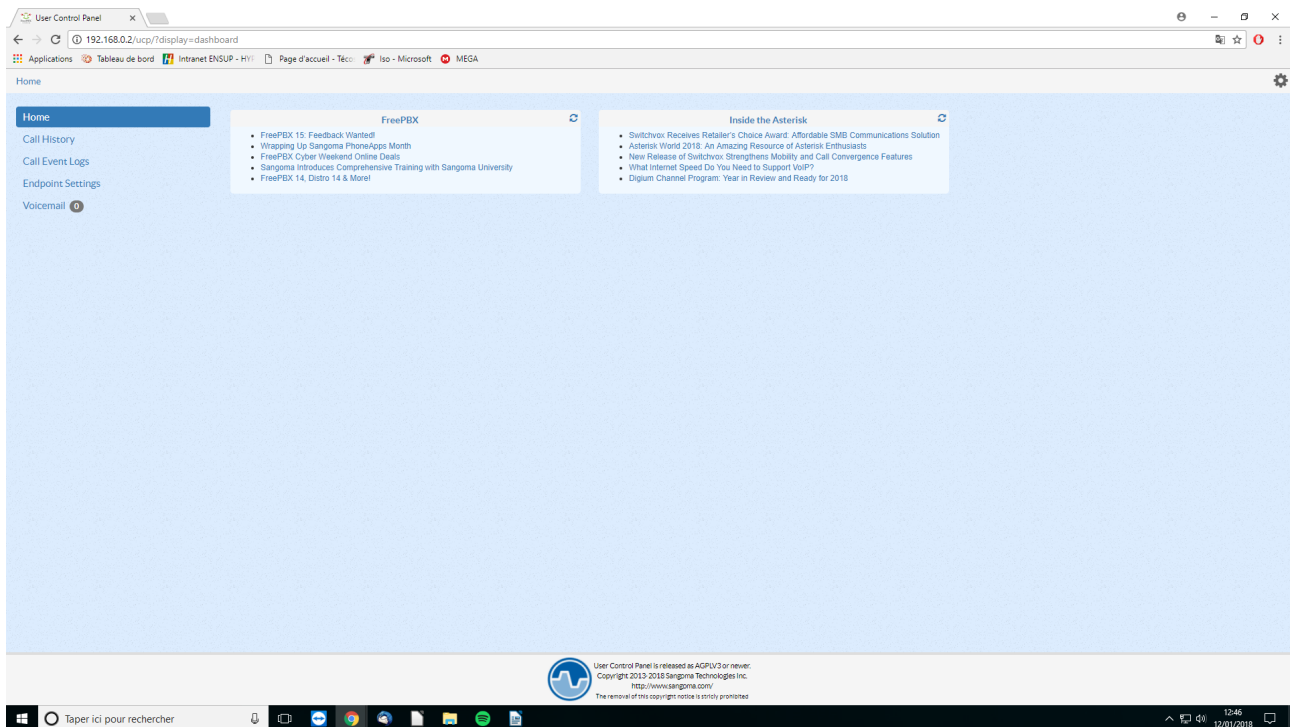 User Control Panel
192.168.0.2/ucp/?display=dashboard
Applications Tableau de bord Intranet ENSUP - HYI Page d'accueil - Téco Iso - Microsoft MEGA
Home
Home
Call History
Call Event Logs
Endpoint Settings
Voicemail 0
FreePBX
FreePBX 15: Feedback Wanted!
Wrapping Up Sangoma PhoneApps Month
FreePBX Cyber Weekend Online Deals
Sangoma Introduces Comprehensive Training with Sangoma University
FreePBX 14, Distro 14 & More!
Inside the Asterisk
Switchvox Receives Retailer's Choice Award: Affordable SMB Communications Solution
Asterisk World 2018: An Amazing Resource of Asterisk Enthusiasts
New Release of Switchvox Strengthens Mobility and Call Convergence Features
What Internet Speed Do You Need to Support VoIP?
Digium Channel Program: Year in Review and Ready for 2018
User Control Panel is released as AGPLV3 or newer.
Copyright 2013-2018 Sangoma Technologies Inc.
http://www.sangoma.com/
The removal of this copyright notice is stricly prohibited
Taper ici pour rechercher
12:46
12/01/2018